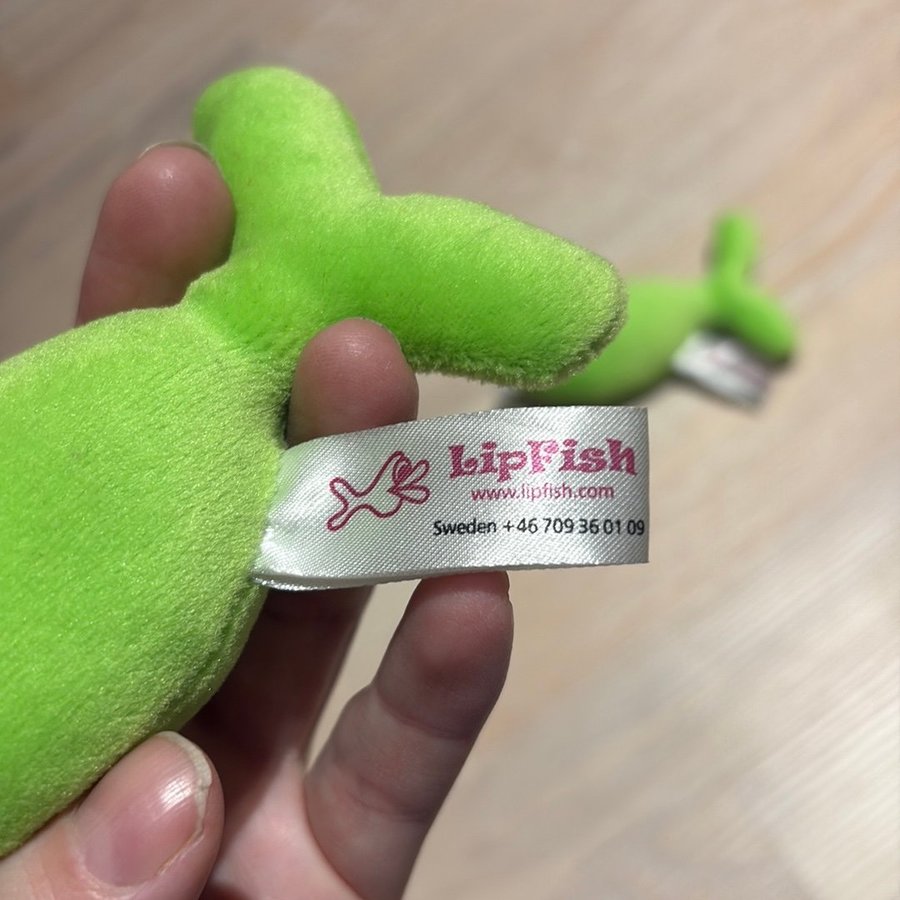 LipFish
www.lipfish.com
Sweden +46 709 36 01 09